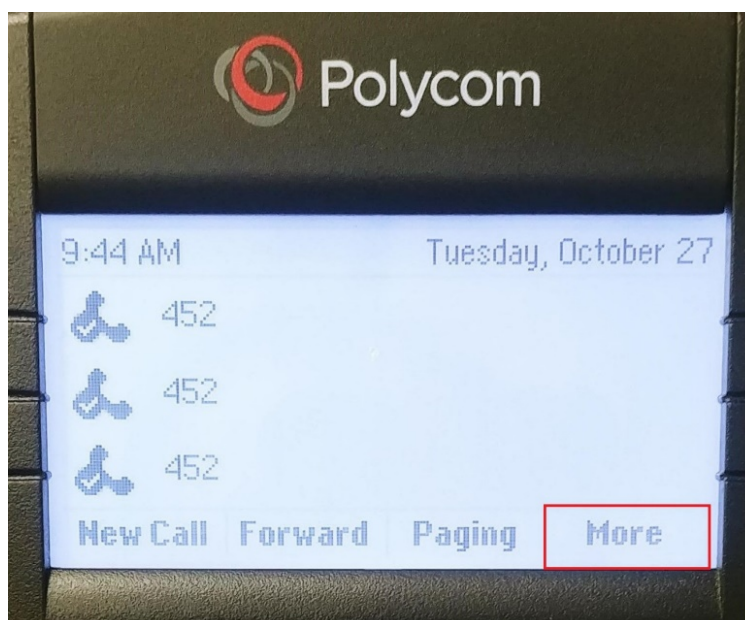 Polycom
9:44 AM Tuesday, October 27
452
452
452
New Call Forward Paging More